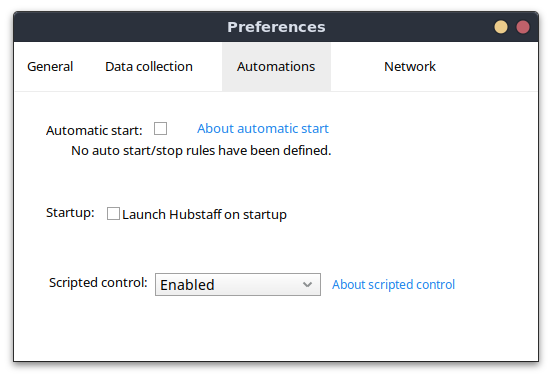 Preferences
General Data collection Automations Network
Automatic start: About automatic start
No auto start/stop rules have been defined.
Startup: Launch Hubstaff on startup
Scripted control: Enabled About scripted control